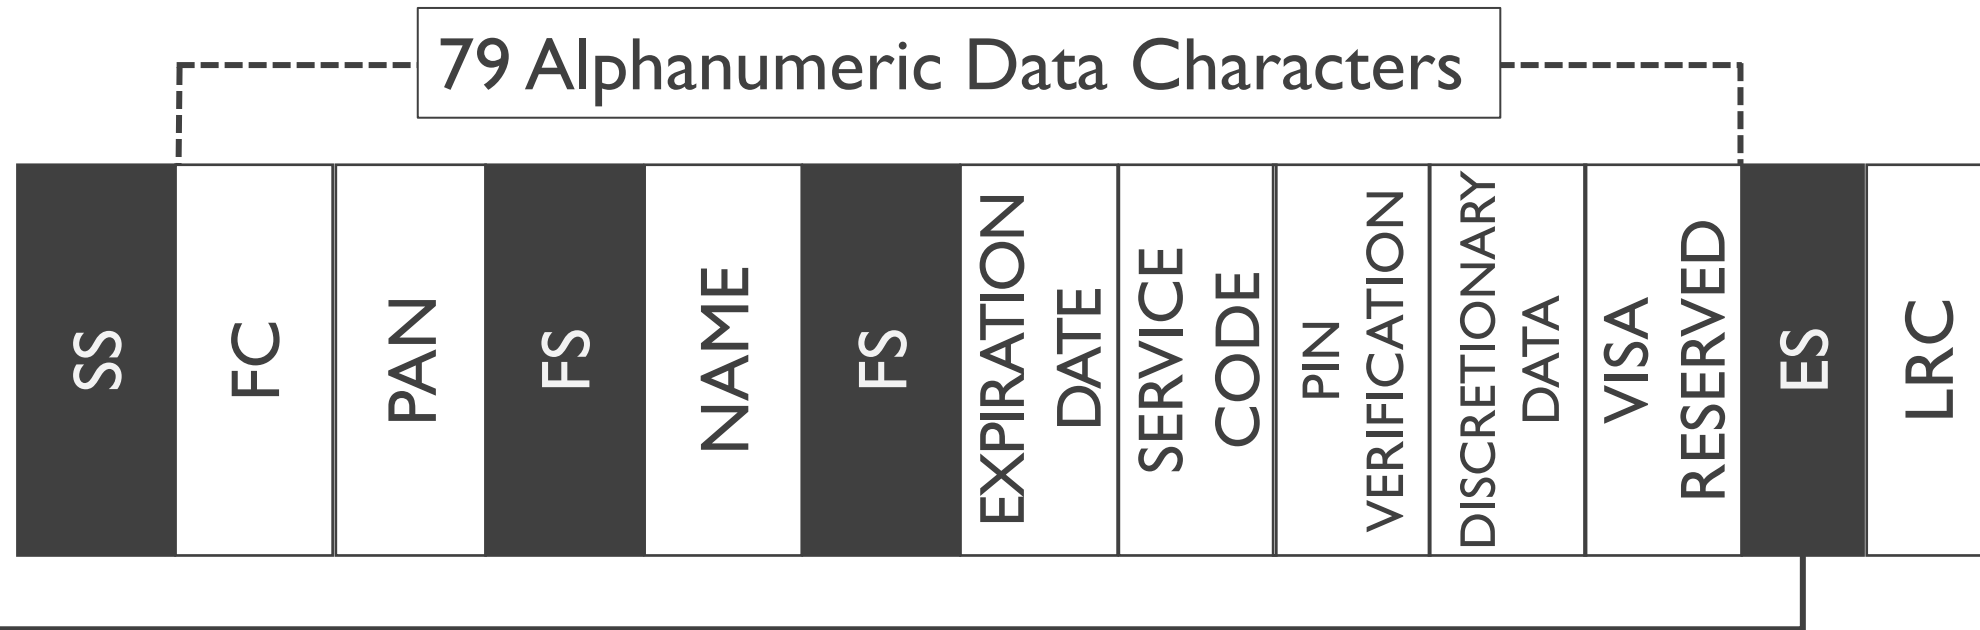 79 Alphanumeric Data Characters
SS
FC
PAN
FS
NAME
FS
EXPIRATION
DATE
SERVICE
CODE
PIN
VERIFICATION
DISCRETIONARY
DATA
VISA
RESERVED
ES
LRC